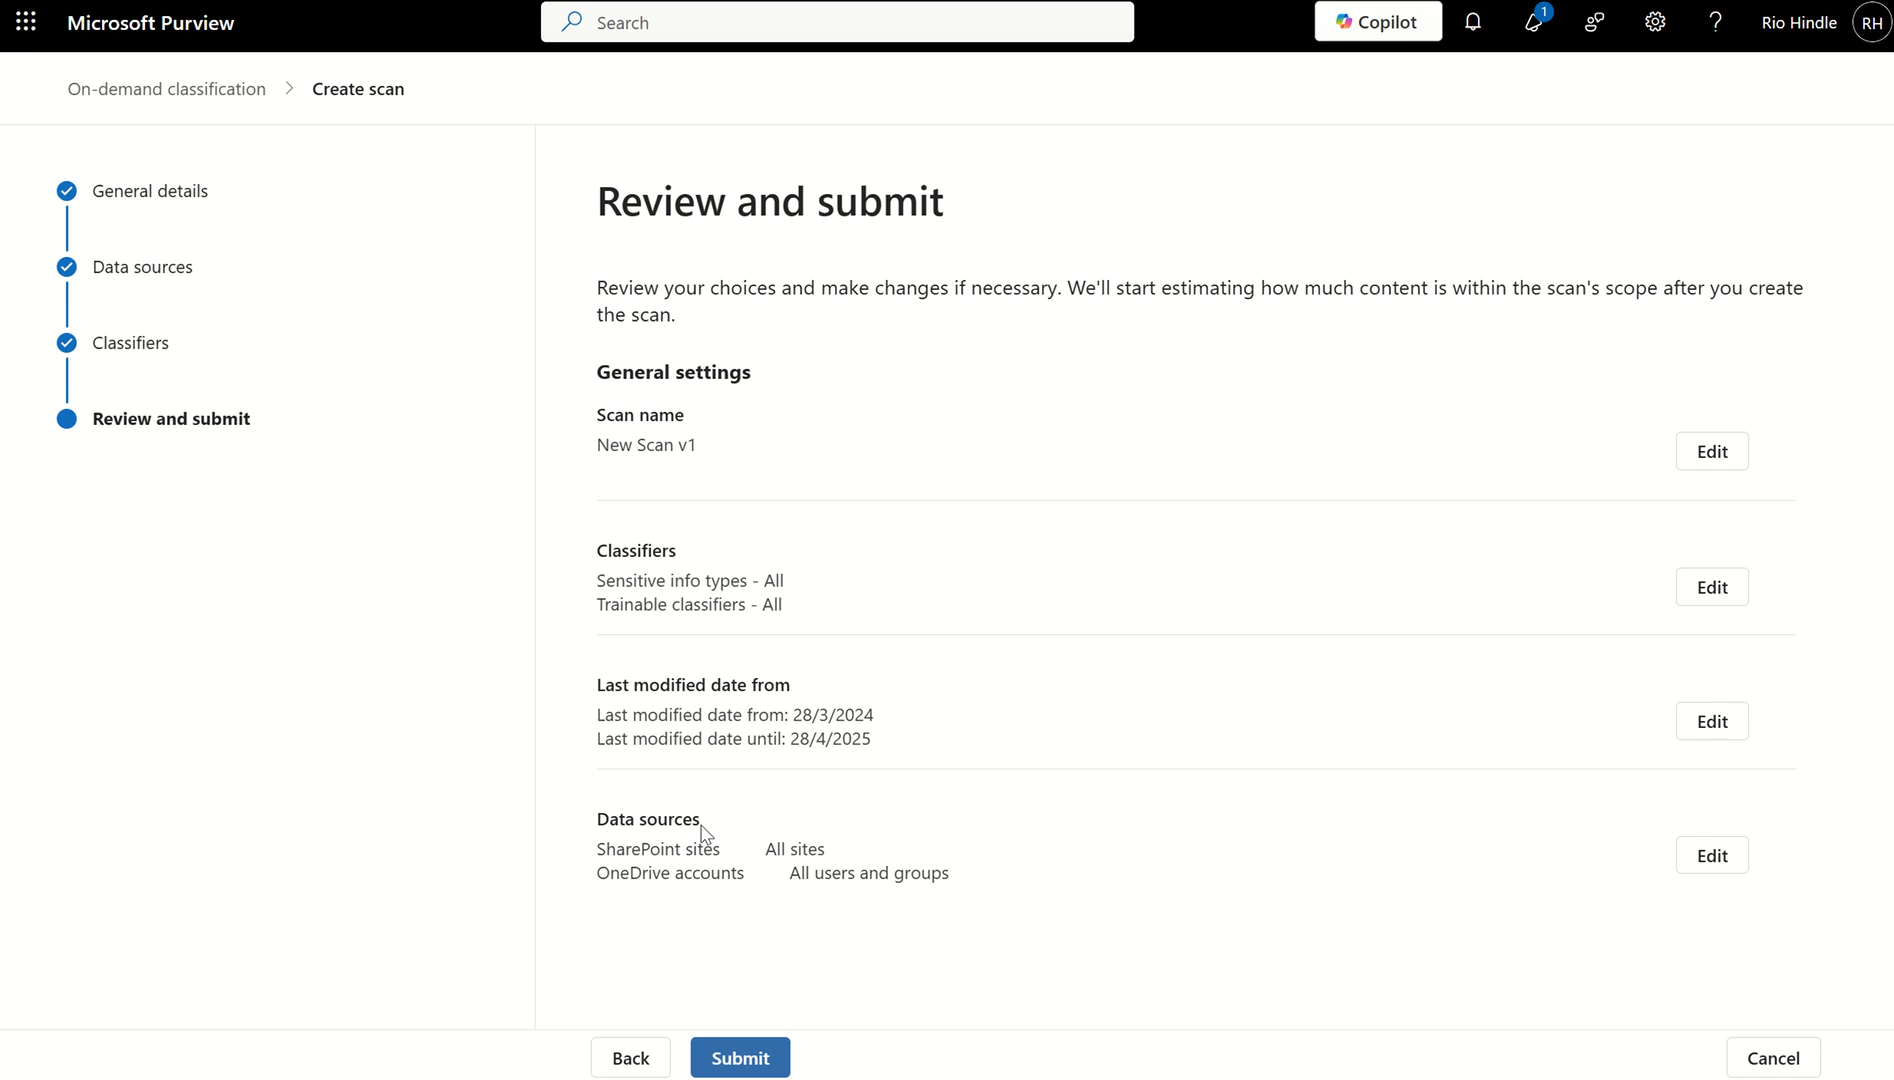 Microsoft Purview
Search
Copilot
1
Rio Hindle
RH
On-demand classification
Create scan
General details
Data sources
Classifiers
Review and submit
Review and submit
Review your choices and make changes if necessary. We'll start estimating how much content is within the scan's scope after you create
the scan.
General settings
Scan name
New Scan v1
Edit
Classifiers
Sensitive info types - All
Trainable classifiers - All
Edit
Last modified date from
Last modified date from: 28/3/2024
Last modified date until: 28/4/2025
Edit
Data sources
SharePoint sites All sites
OneDrive accounts All users and groups
Edit
Back
Submit
Cancel